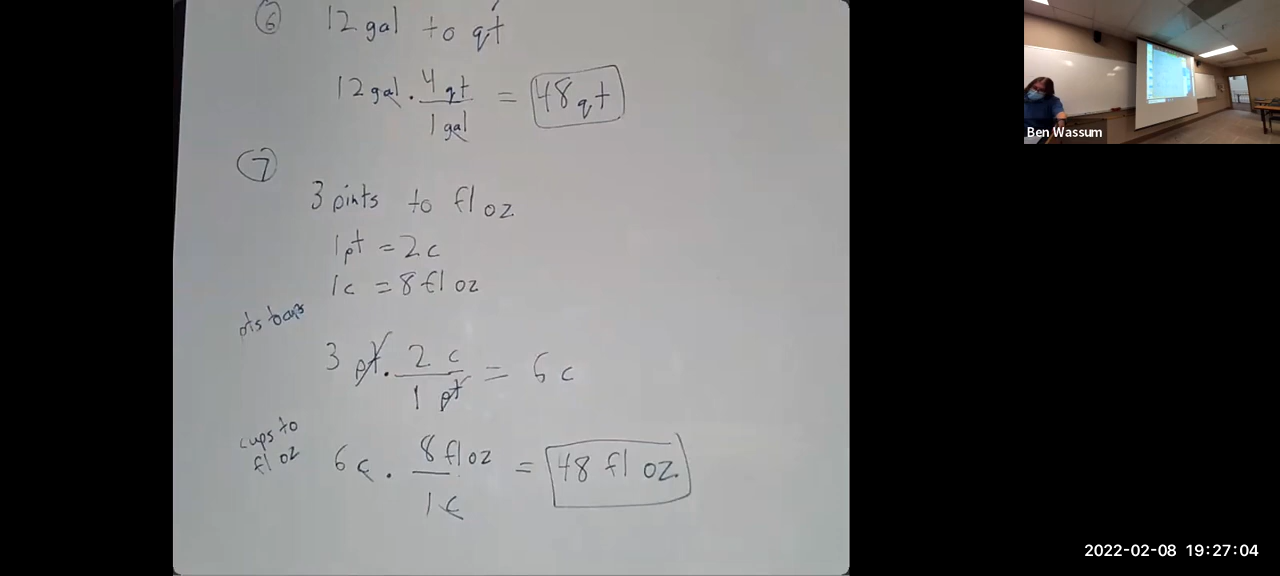 6 12 gal to qt
12 gal · 4 qt / 1 gal = 48 qt
7
3 pints to fl oz
1 pt = 2 c
1 c = 8 fl oz
pts to cups
3 pt · 2 c / 1 pt = 6 c
cups to
fl oz
6 c · 8 fl oz / 1 c = 48 fl oz
Ben Wassum
2022-02-08 19:27:04